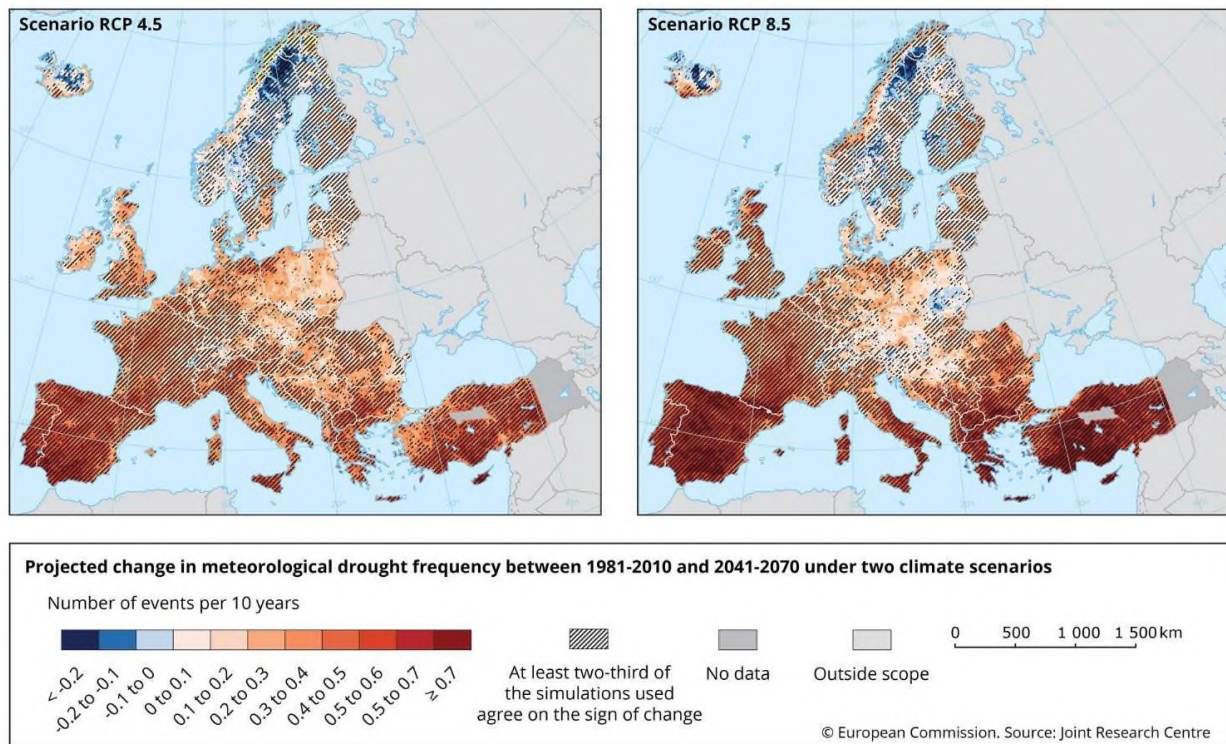 Scenario RCP 4.5
Scenario RCP 8.5
Projected change in meteorological drought frequency between 1981-2010 and 2041-2070 under two climate scenarios
Number of events per 10 years
< -0.2
-0.2 to -0.1
-0.1 to 0
0 to 0.1
0.1 to 0.2
0.2 to 0.3
0.3 to 0.4
0.4 to 0.5
0.5 to 0.6
0.5 to 0.7
≥ 0.7
At least two-third of
the simulations used
agree on the sign of change
No data
Outside scope
0 500 1 000 1 500 km
© European Commission. Source: Joint Research Centre